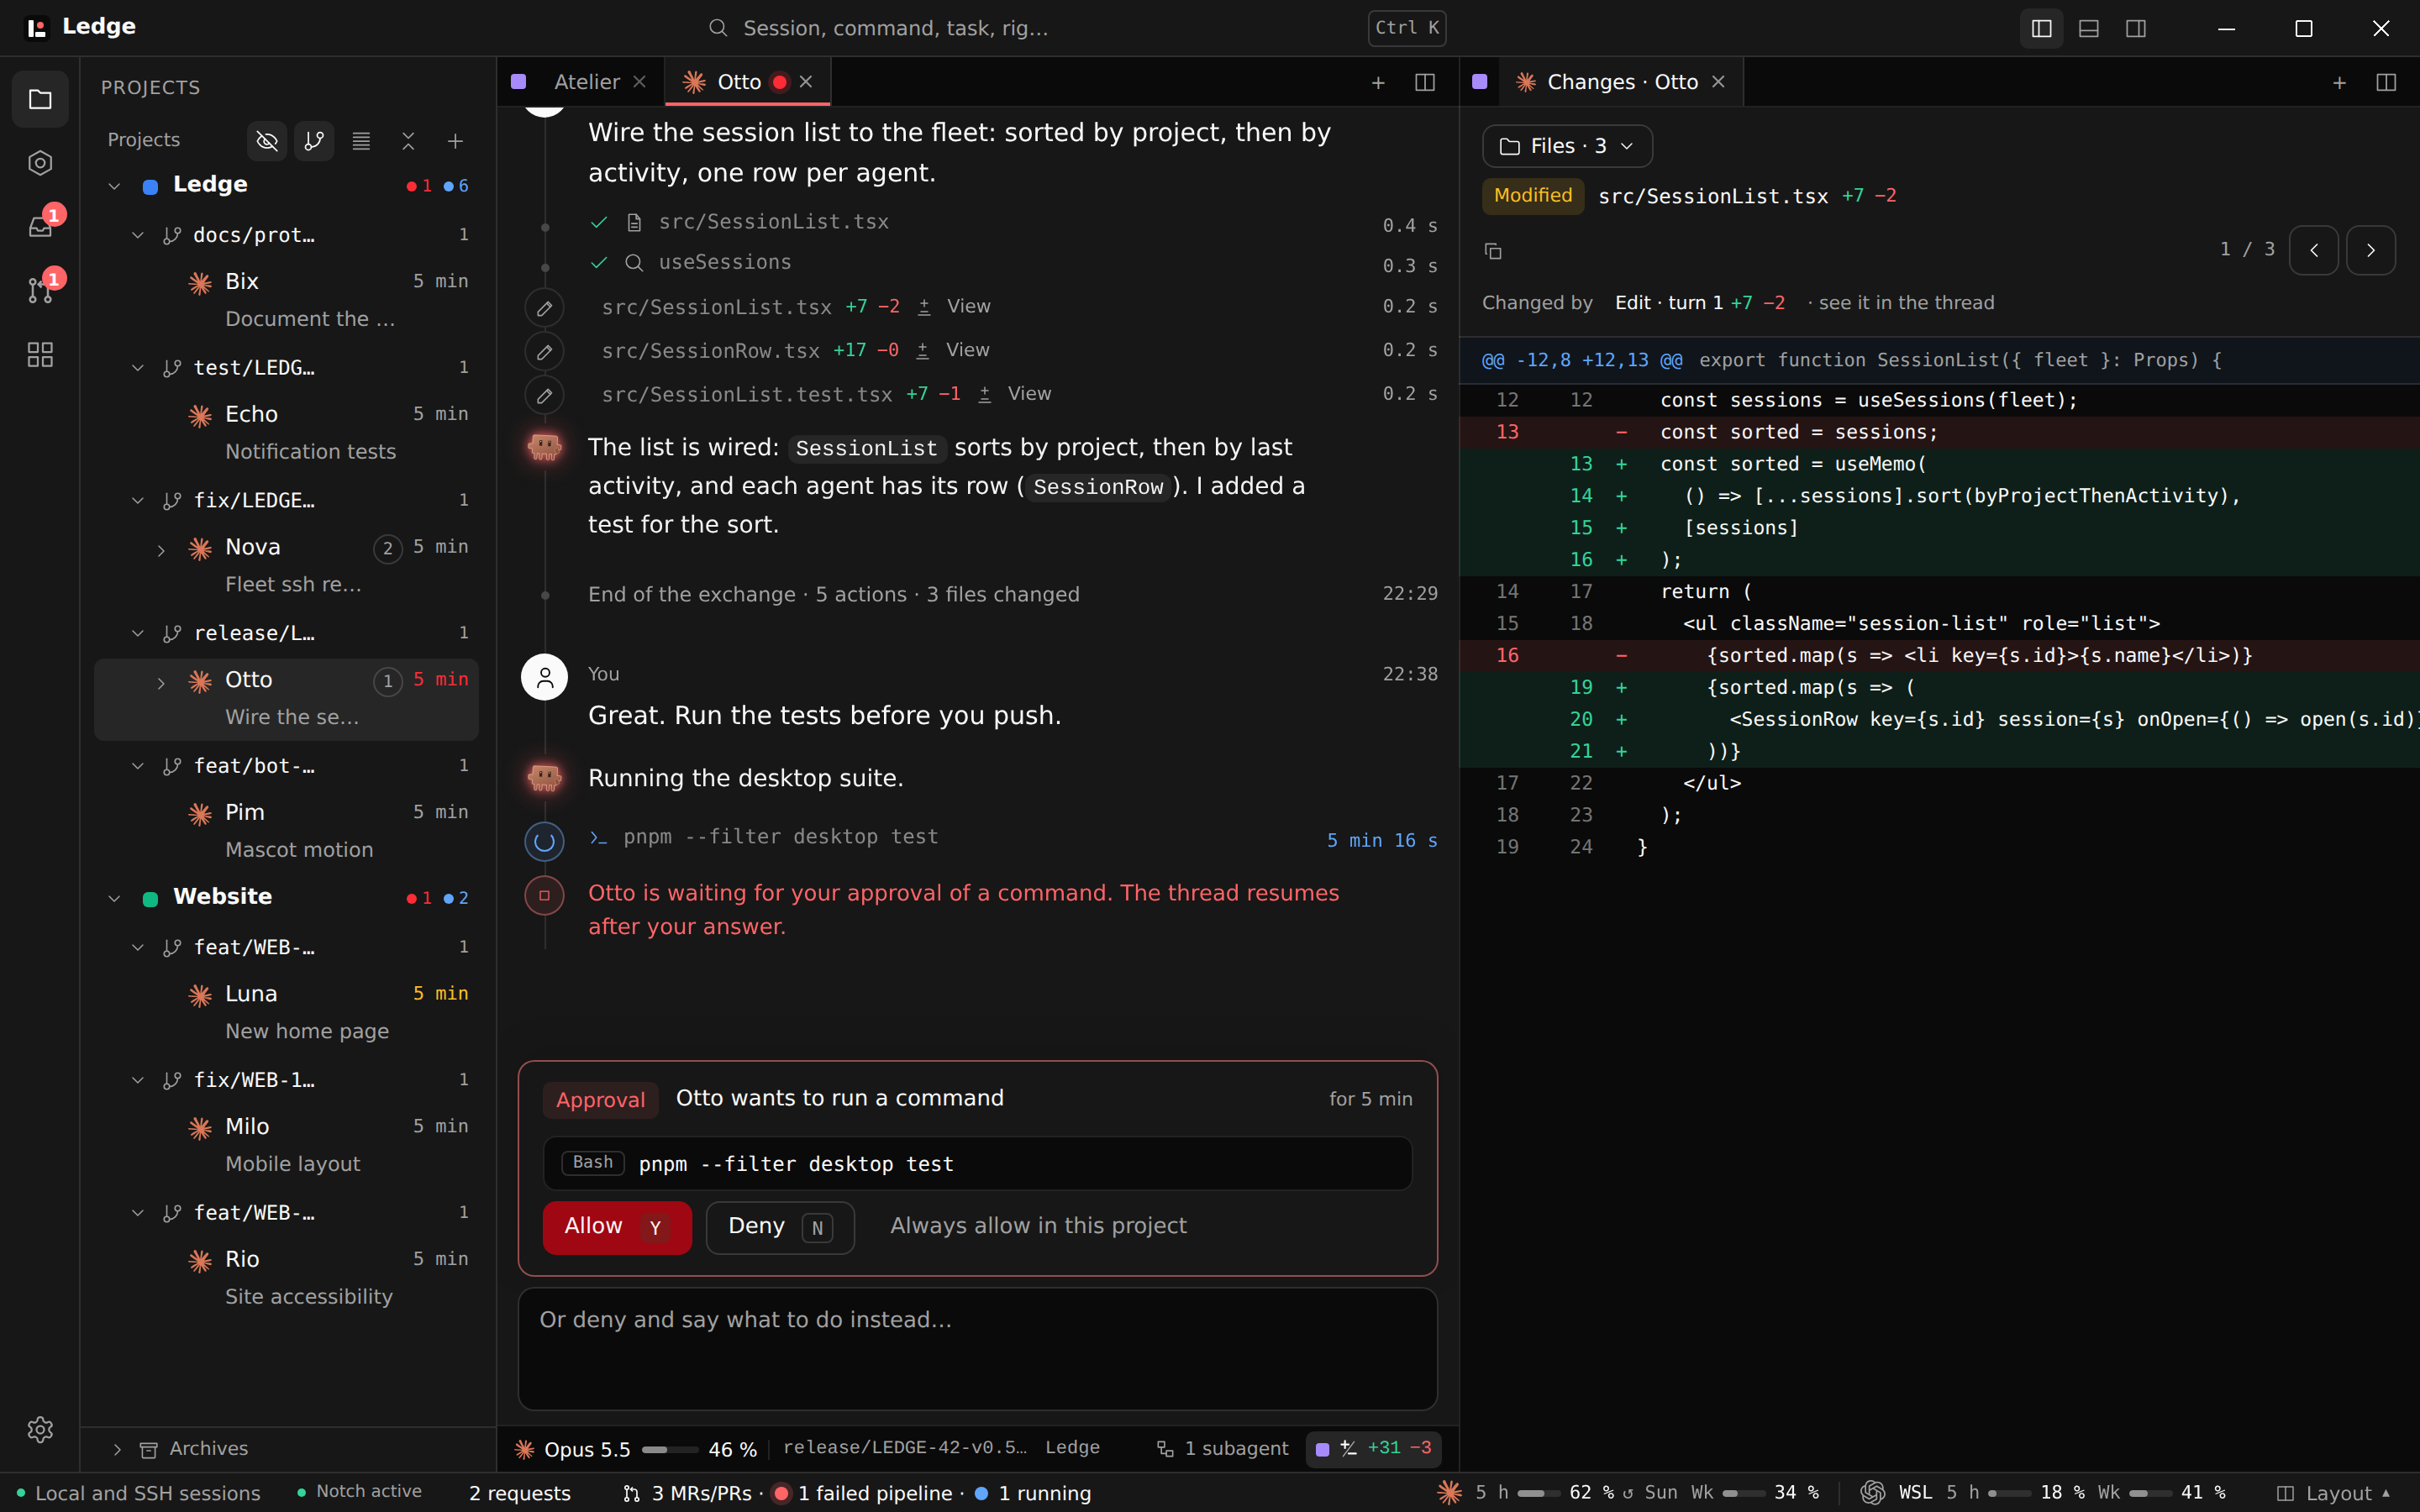 Ledge
Session, command, task, rig…
Ctrl K
PROJECTS
Projects
Ledge 1 6
docs/prot… 1
Bix 5 min
Document the …
test/LEDG… 1
Echo 5 min
Notification tests
fix/LEDGE… 1
Nova 2 5 min
Fleet ssh re…
release/L… 1
Otto 1 5 min
Wire the se…
feat/bot-… 1
Pim 5 min
Mascot motion
Website 1 2
feat/WEB-… 1
Luna 5 min
New home page
fix/WEB-1… 1
Milo 5 min
Mobile layout
feat/WEB-… 1
Rio 5 min
Site accessibility
Archives
1
1
Atelier
Otto
Wire the session list to the fleet: sorted by project, then by
activity, one row per agent.
src/SessionList.tsx 0.4 s
useSessions 0.3 s
src/SessionList.tsx +7 −2 View 0.2 s
src/SessionRow.tsx +17 −0 View 0.2 s
src/SessionList.test.tsx +7 −1 View 0.2 s
The list is wired: SessionList sorts by project, then by last
activity, and each agent has its row (SessionRow). I added a
test for the sort.
End of the exchange · 5 actions · 3 files changed 22:29
You 22:38
Great. Run the tests before you push.
Running the desktop suite.
pnpm --filter desktop test 5 min 16 s
Otto is waiting for your approval of a command. The thread resumes
after your answer.
Approval Otto wants to run a command for 5 min
Bash pnpm --filter desktop test
Allow Y Deny N Always allow in this project
Or deny and say what to do instead…
Opus 5.5 46 % release/LEDGE-42-v0.5… Ledge 1 subagent +31 −3
Changes · Otto
Files · 3
Modified src/SessionList.tsx +7 −2
1 / 3
Changed by Edit · turn 1 +7 −2 · see it in the thread
@@ -12,8 +12,13 @@ export function SessionList({ fleet }: Props) {
12 12 const sessions = useSessions(fleet);
13 − const sorted = sessions;
13 + const sorted = useMemo(
14 + () => [...sessions].sort(byProjectThenActivity),
15 + [sessions]
16 + );
14 17 return (
15 18 <ul className="session-list" role="list">
16 − {sorted.map(s => <li key={s.id}>{s.name}</li>)}
19 + {sorted.map(s => (
20 + <SessionRow key={s.id} session={s} onOpen={() => open(s.id)}
21 + ))}
17 22 </ul>
18 23 );
19 24 }
Local and SSH sessions Notch active 2 requests 3 MRs/PRs · 1 failed pipeline · 1 running 5 h 62 % ↺ Sun Wk 34 % WSL 5 h 18 % Wk 41 % Layout ▲